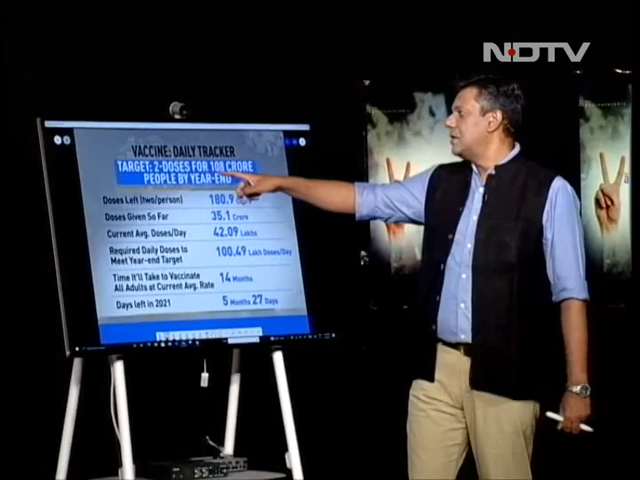 NDTV
VACCINE: DAILY TRACKER
TARGET: 2-DOSES FOR 108 CRORE
PEOPLE BY YEAR-END
Doses Left (two/person) 180.9
Doses Given So Far 35.1 Crore
Current Avg. Doses/Day 42.09 Lakhs
Required Daily Doses to
Meet Year-end Target 100.49 Lakh Doses/Day
Time It'll Take to Vaccinate
All Adults at Current Avg. Rate 14 Months
Days left in 2021 5 Months 27 Days